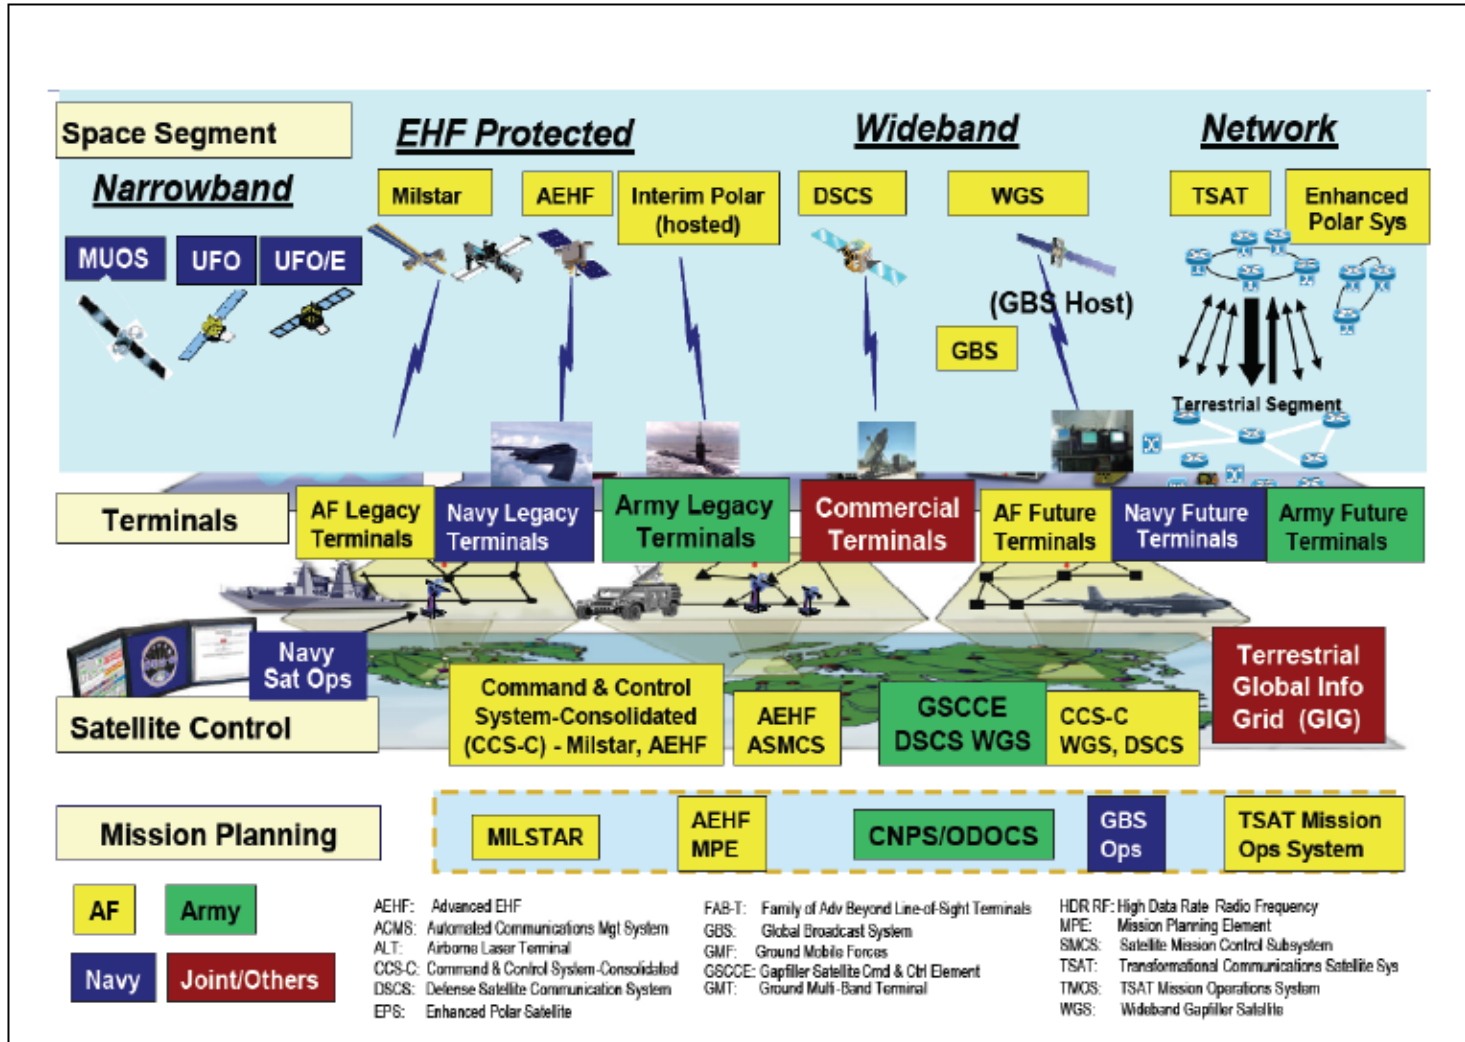 Space Segment
EHF Protected
Wideband
Network
Narrowband
Milstar
AEHF
Interim Polar
(hosted)
DSCS
WGS
TSAT
Enhanced
Polar Sys
MUOS
UFO
UFO/E
(GBS Host)
GBS
Terrestrial Segment
Terminals
AF Legacy
Terminals
Navy Legacy
Terminals
Army Legacy
Terminals
Commercial
Terminals
AF Future
Terminals
Navy Future
Terminals
Army Future
Terminals
Navy
Sat Ops
Satellite Control
Command & Control
System-Consolidated
(CCS-C) - Milstar, AEHF
AEHF
ASMCS
GSCCE
DSCS WGS
CCS-C
WGS, DSCS
Terrestrial
Global Info
Grid (GIG)
Mission Planning
MILSTAR
AEHF
MPE
CNPS/ODOCS
GBS
Ops
TSAT Mission
Ops System
AF
Army
Navy
Joint/Others
AEHF: Advanced EHF
ACMS: Automated Communications Mgt System
ALT: Airborne Laser Terminal
CCS-C: Command & Control System-Consolidated
DSCS: Defense Satellite Communication System
EPS: Enhanced Polar Satellite
FAB-T: Family of Adv Beyond Line-of-Sight Terminals
GBS: Global Broadcast System
GMF: Ground Mobile Forces
GSCCE: Gapfiller Satellite Cmd & Ctrl Element
GMT: Ground Multi-Band Terminal
HDR RF: High Data Rate Radio Frequency
MPE: Mission Planning Element
SMCS: Satellite Mission Control Subsystem
TSAT: Transformational Communications Satellite Sys
TMOS: TSAT Mission Operations System
WGS: Wideband Gapfiller Satellite